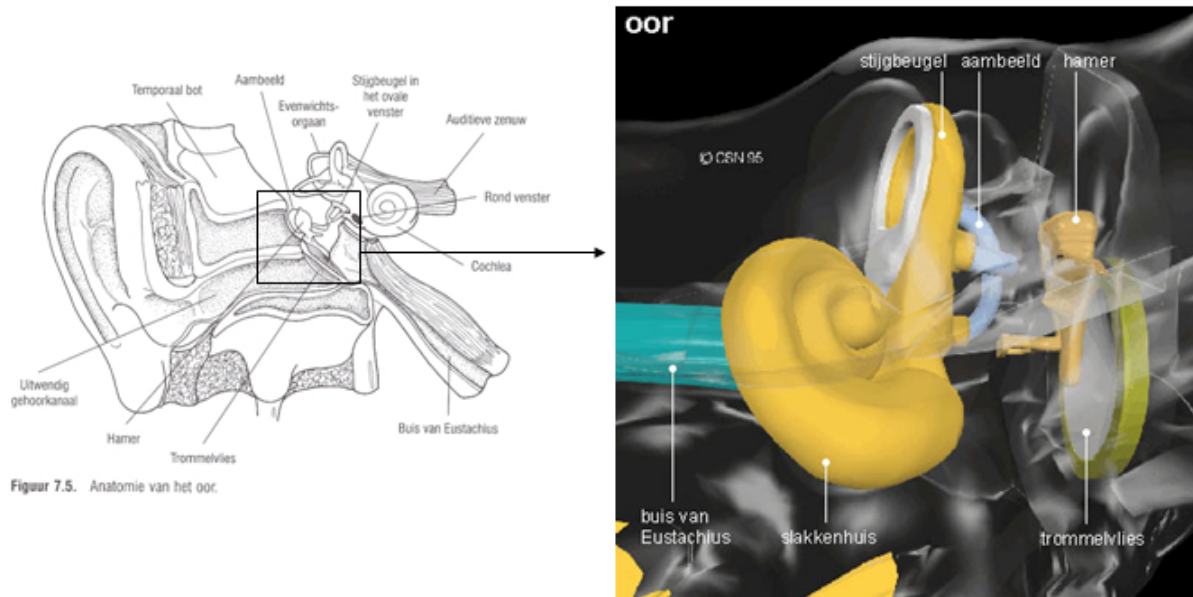 Aambeeld
Stijgbeugel in
het ovale
venster
Temporaal bot
Evenwichts-
orgaan
Auditieve zenuw
Rond venster
Cochlea
Uitwendig
gehoorkanaal
Hamer
Trommelvlies
Buis van Eustachius
Figuur 7.5. Anatomie van het oor.
oor
stijgbeugel
aambeeld
hamer
© CSN 95
buis van
Eustachius
slakkenhuis
trommelvlies